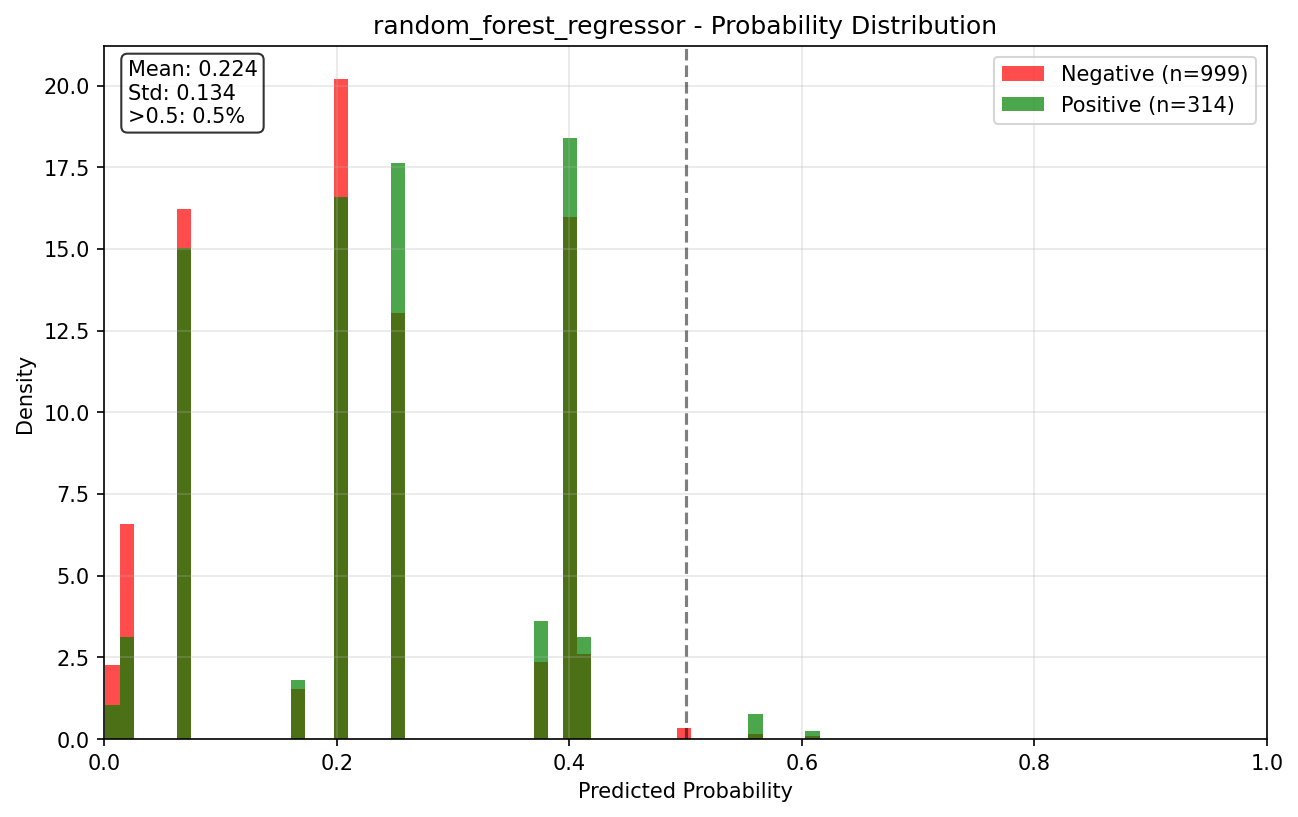 random_forest_regressor - Probability Distribution
Mean: 0.224
Std: 0.134
>0.5: 0.5%
Negative (n=999)
Positive (n=314)
Density
20.0
17.5
15.0
12.5
10.0
7.5
5.0
2.5
0.0
0.0 0.2 0.4 0.6 0.8 1.0
Predicted Probability